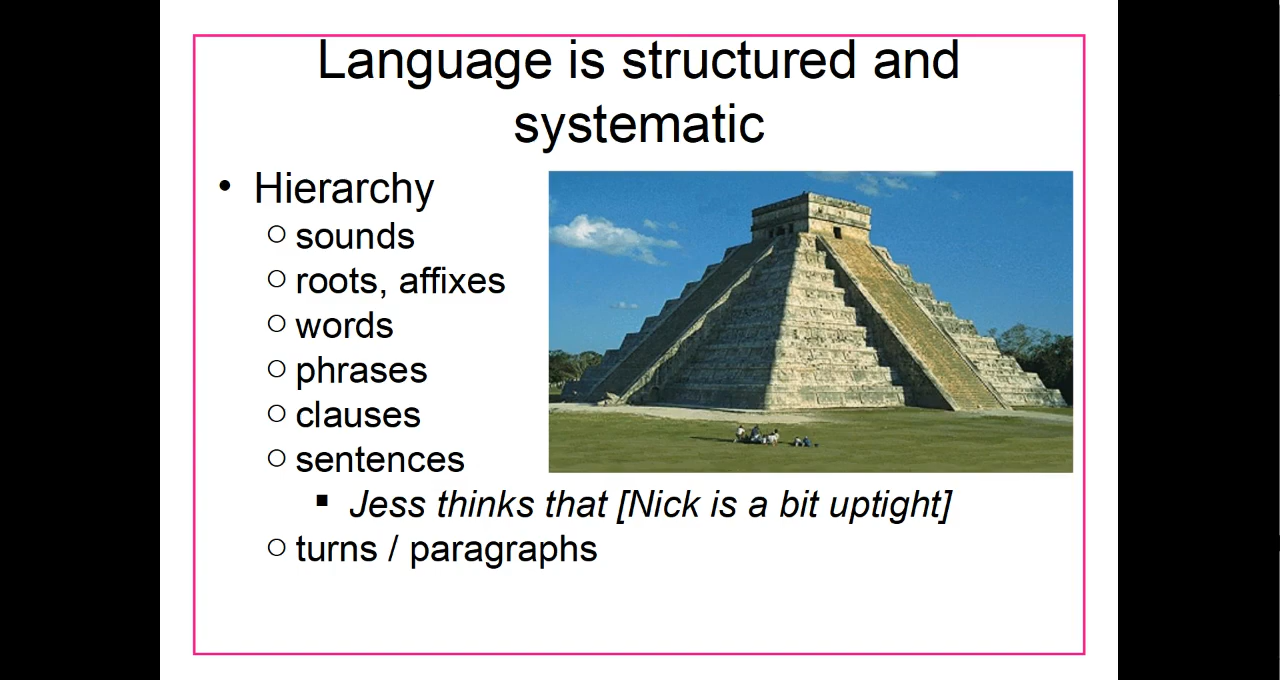 Language is structured and
systematic
• Hierarchy
○ sounds
○ roots, affixes
○ words
○ phrases
○ clauses
○ sentences
▪ Jess thinks that [Nick is a bit uptight]
○ turns / paragraphs